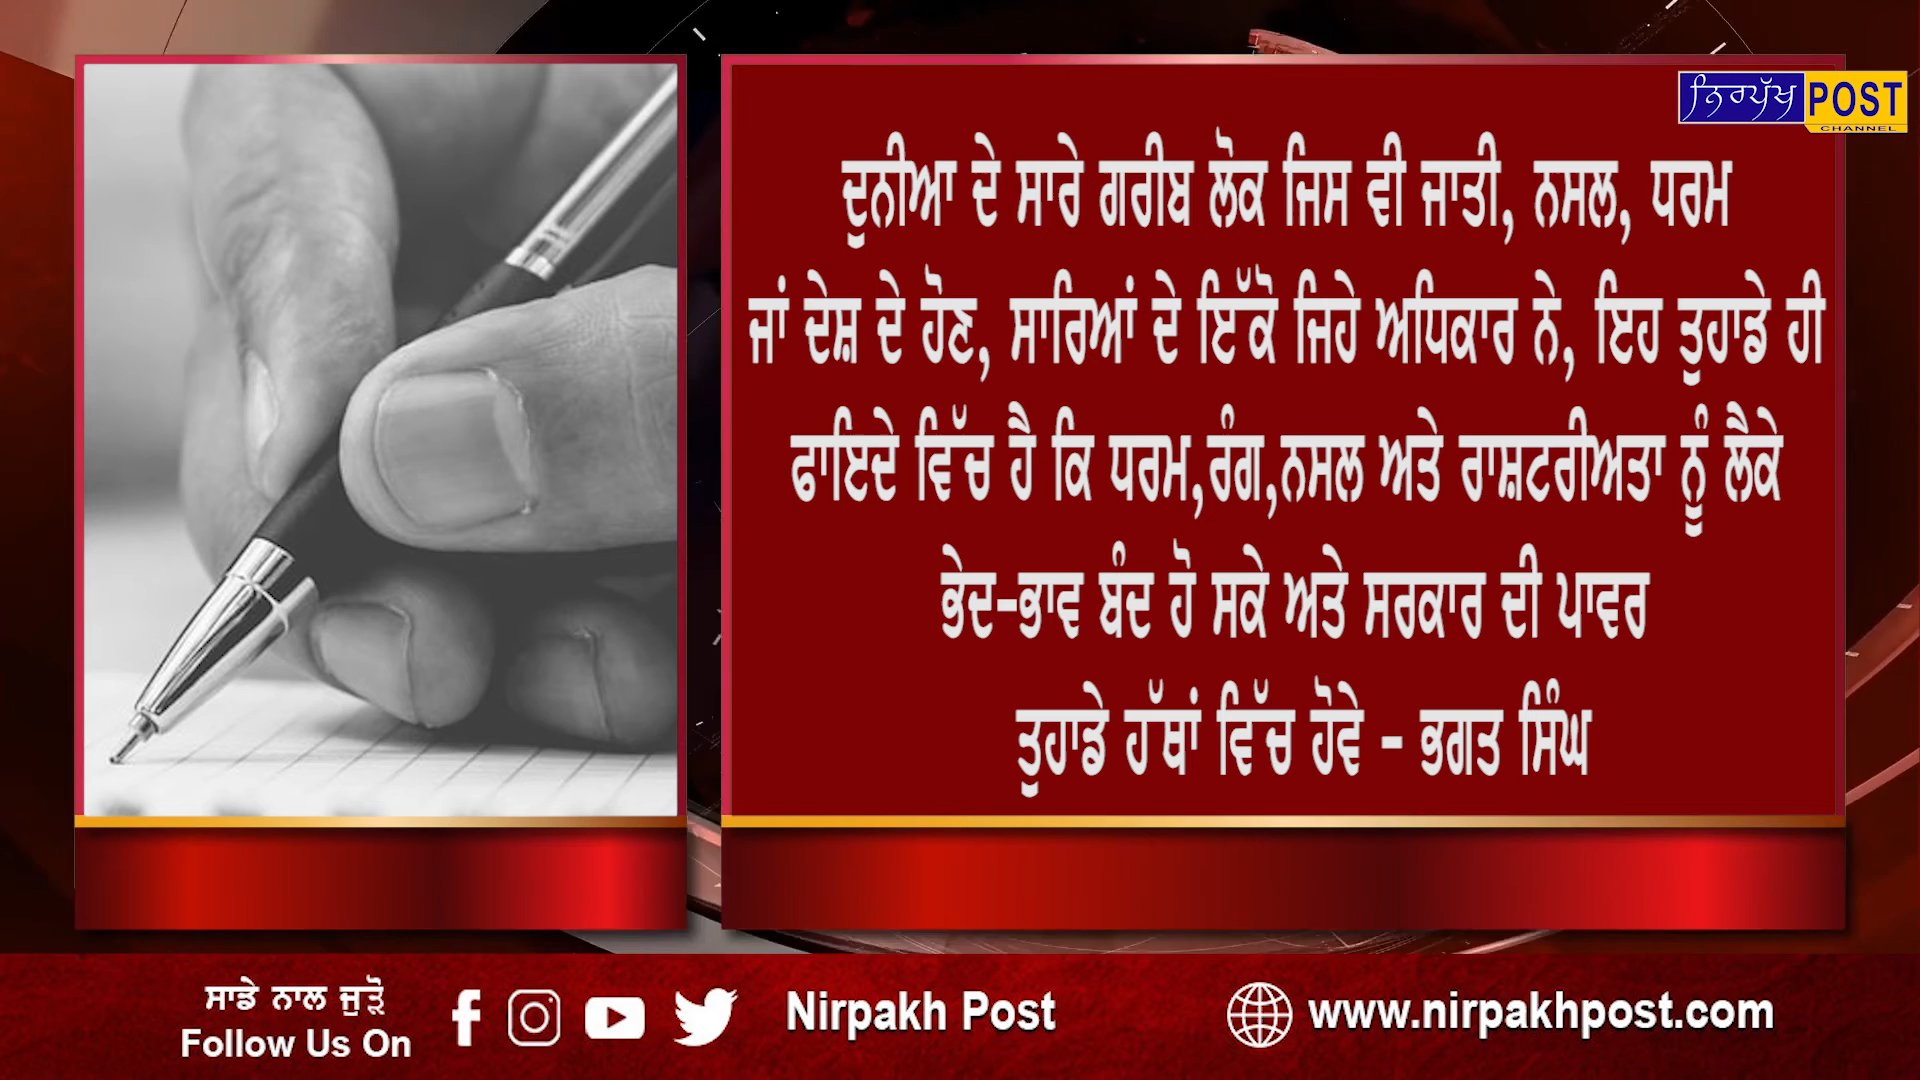 ਨਿਰਪੱਖ POST
CHANNEL
ਦੁਨੀਆ ਦੇ ਸਾਰੇ ਗਰੀਬ ਲੋਕ ਜਿਸ ਵੀ ਜਾਤੀ, ਨਸਲ, ਧਰਮ
ਜਾਂ ਦੇਸ਼ ਦੇ ਹੋਣ, ਸਾਰਿਆਂ ਦੇ ਇੱਕੋ ਜਿਹੇ ਅਧਿਕਾਰ ਨੇ, ਇਹ ਤੁਹਾਡੇ ਹੀ
ਫਾਇਦੇ ਵਿੱਚ ਹੈ ਕਿ ਧਰਮ,ਰੰਗ,ਨਸਲ ਅਤੇ ਰਾਸ਼ਟਰੀਅਤਾ ਨੂੰ ਲੈਕੇ
ਭੇਦ-ਭਾਵ ਬੰਦ ਹੋ ਸਕੇ ਅਤੇ ਸਰਕਾਰ ਦੀ ਪਾਵਰ
ਤੁਹਾਡੇ ਹੱਥਾਂ ਵਿੱਚ ਹੋਵੇ - ਭਗਤ ਸਿੰਘ
ਸਾਡੇ ਨਾਲ ਜੁੜੋ
Follow Us On
Nirpakh Post
www.nirpakhpost.com